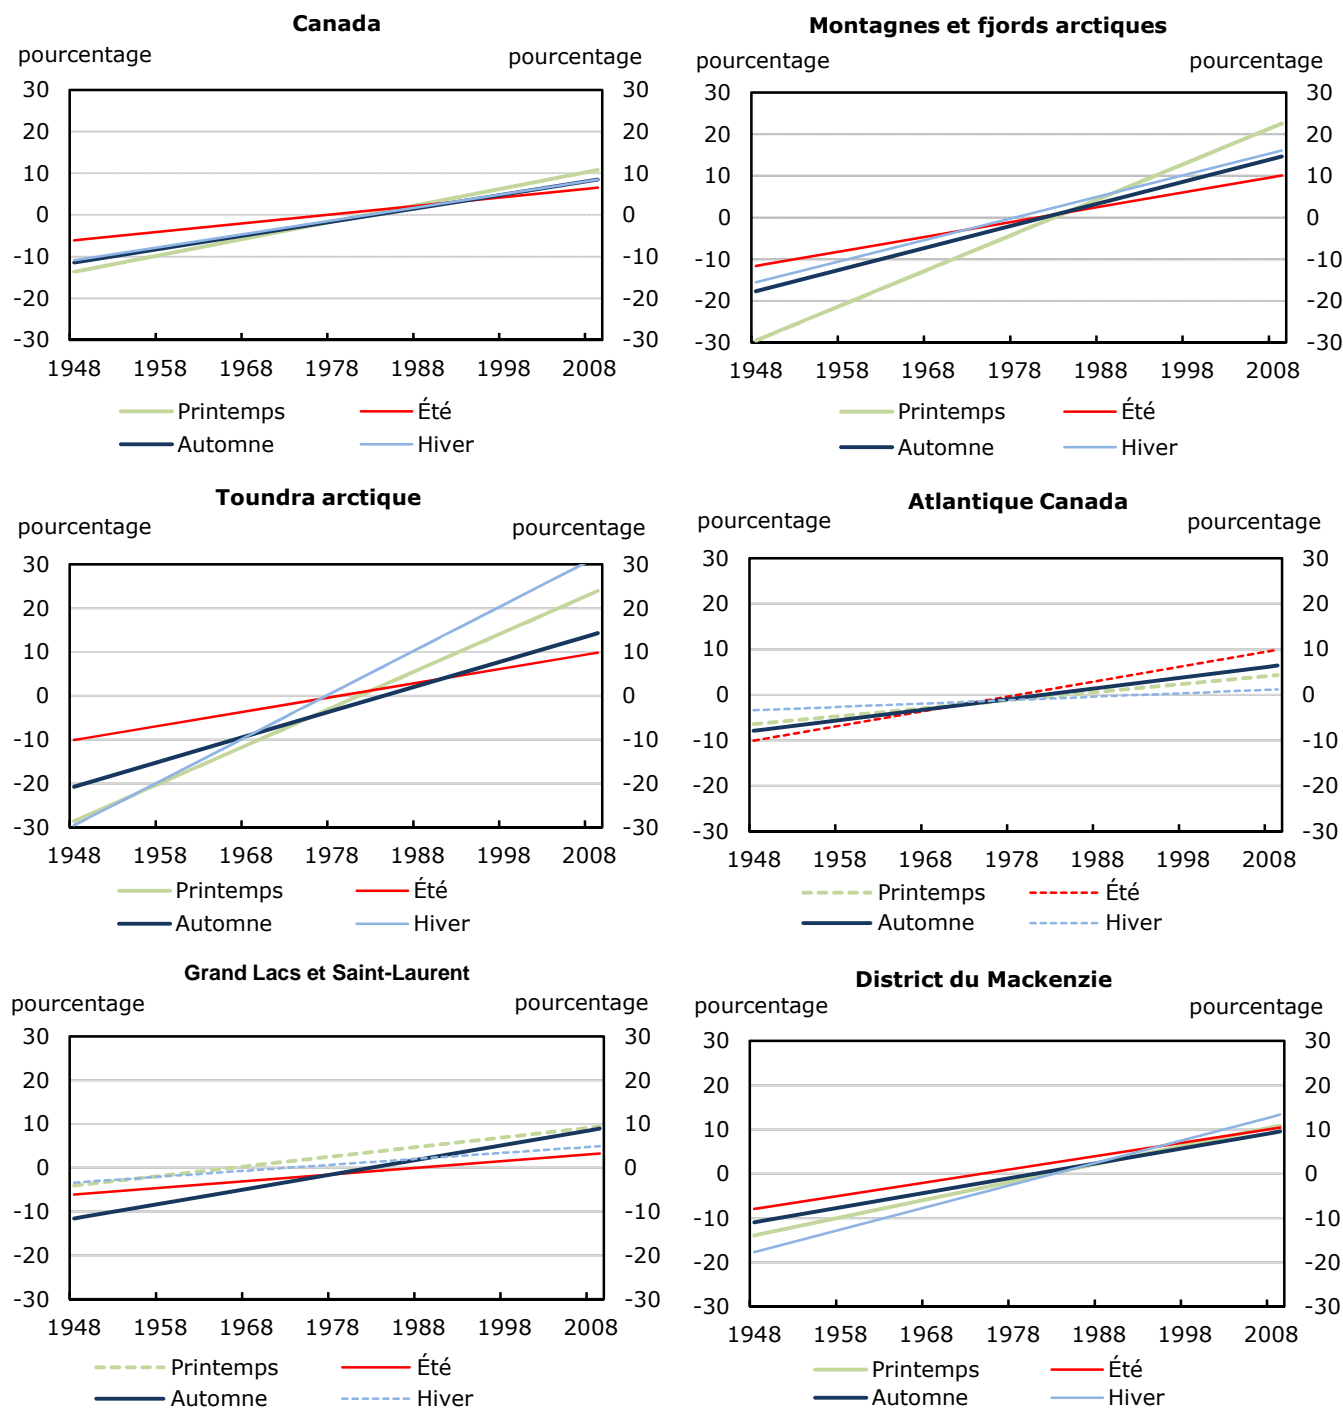 Canada
pourcentage pourcentage
30 30
20 20
10 10
0 0
-10 -10
-20 -20
-30 -30
1948 1958 1968 1978 1988 1998 2008
Printemps Été
Automne Hiver
Montagnes et fjords arctiques
pourcentage pourcentage
30 30
20 20
10 10
0 0
-10 -10
-20 -20
-30 -30
1948 1958 1968 1978 1988 1998 2008
Printemps Été
Automne Hiver
Toundra arctique
pourcentage pourcentage
30 30
20 20
10 10
0 0
-10 -10
-20 -20
-30 -30
1948 1958 1968 1978 1988 1998 2008
Printemps Été
Automne Hiver
Atlantique Canada
pourcentage pourcentage
30 30
20 20
10 10
0 0
-10 -10
-20 -20
-30 -30
1948 1958 1968 1978 1988 1998 2008
Printemps Été
Automne Hiver
Grand Lacs et Saint-Laurent
pourcentage pourcentage
30 30
20 20
10 10
0 0
-10 -10
-20 -20
-30 -30
1948 1958 1968 1978 1988 1998 2008
Printemps Été
Automne Hiver
District du Mackenzie
pourcentage pourcentage
30 30
20 20
10 10
0 0
-10 -10
-20 -20
-30 -30
1948 1958 1968 1978 1988 1998 2008
Printemps Été
Automne Hiver